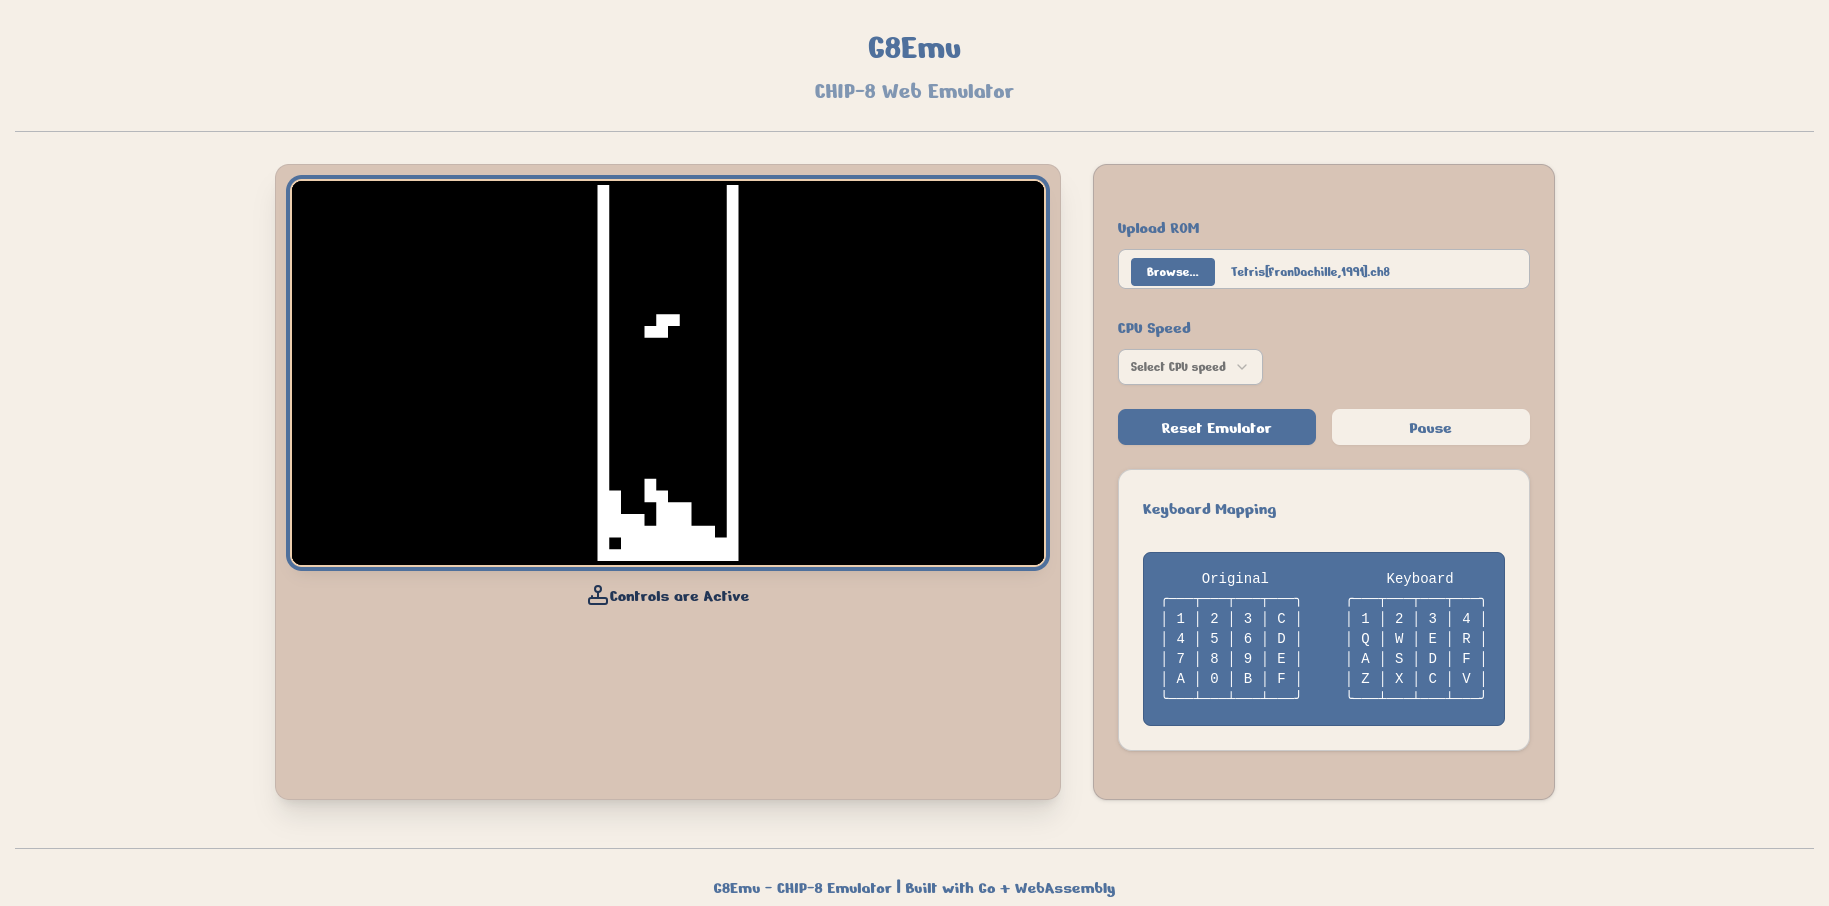 G8Emu
CHIP-8 Web Emulator
Controls are Active
Upload ROM
Browse... Tetris[FranDachille,1991].ch8
CPU Speed
Select CPU speed
Reset Emulator Pause
Keyboard Mapping
Original Keyboard
1 | 2 | 3 | C | 1 | 2 | 3 | 4
4 | 5 | 6 | D | Q | W | E | R
7 | 8 | 9 | E | A | S | D | F
A | 0 | B | F | Z | X | C | V
G8Emu - CHIP-8 Emulator | Built with Go + WebAssembly